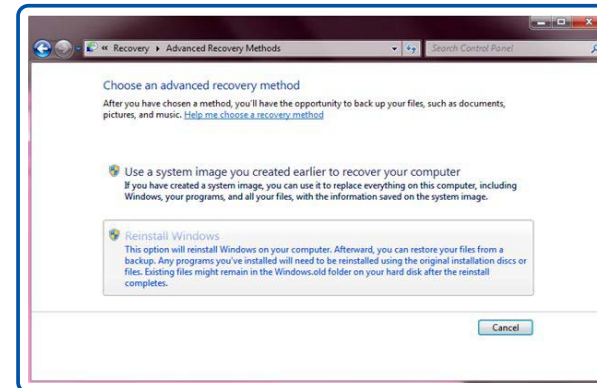 « Recovery ▸ Advanced Recovery Methods
Search Control Panel
Choose an advanced recovery method
After you have chosen a method, you'll have the opportunity to back up your files, such as documents,
pictures, and music. Help me choose a recovery method
Use a system image you created earlier to recover your computer
If you have created a system image, you can use it to replace everything on this computer, including
Windows, your programs, and all your files, with the information saved on the system image.
Reinstall Windows
This option will reinstall Windows on your computer. Afterward, you can restore your files from a
backup. Any programs you've installed will need to be reinstalled using the original installation discs or
files. Existing files might remain in the Windows.old folder on your hard disk after the reinstall
completes.
Cancel